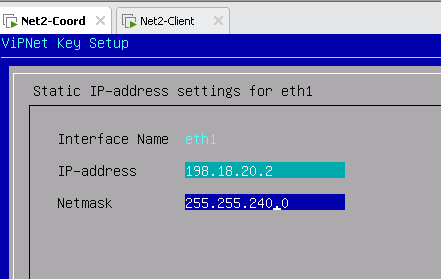 Net2-Coord Net2-Client
ViPNet Key Setup
Static IP-address settings for eth1
Interface Name eth1
IP-address 198.18.20.2
Netmask 255.255.240.0